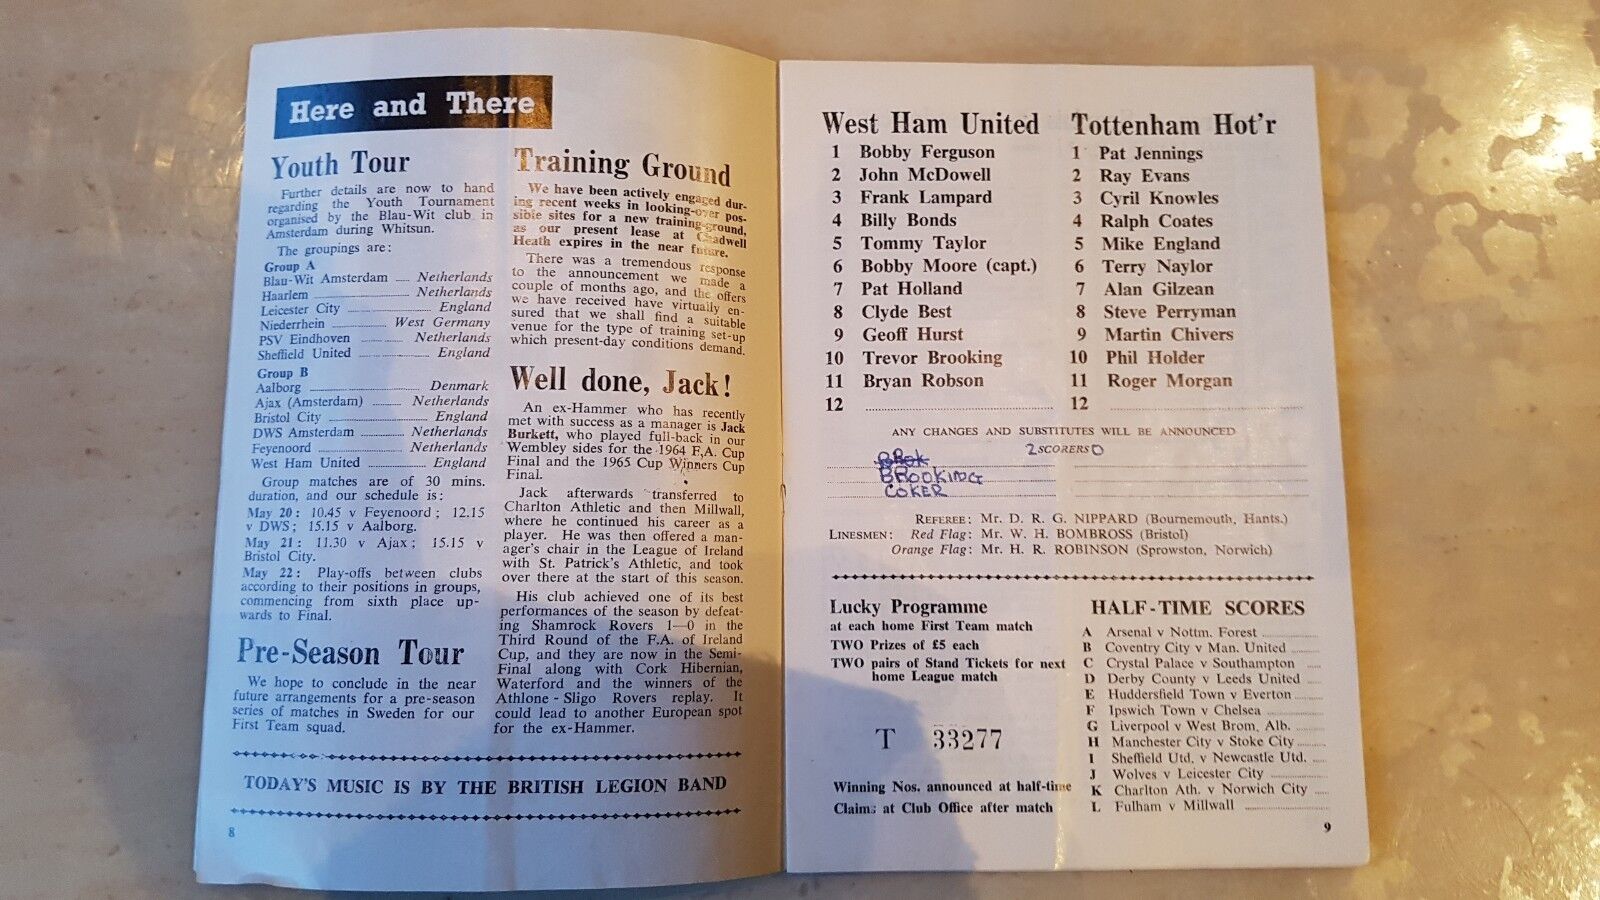 Here and There
Youth Tour
Further details are now to hand
regarding the Youth Tournament
organised by the Blau-Wit club in
Amsterdam during Whitsun.
The groupings are:
Group A
Blau-Wit Amsterdam .... Netherlands
Haarlem .... Netherlands
Leicester City .... England
Niederrhein .... West Germany
PSV Eindhoven .... Netherlands
Sheffield United .... England
Group B
Aalborg .... Denmark
Ajax (Amsterdam) .... Netherlands
Bristol City .... England
DWS Amsterdam .... Netherlands
Feyenoord .... Netherlands
West Ham United .... England
Group matches are of 30 mins.
duration, and our schedule is:
May 20: 10.45 v Feyenoord; 12.15
v DWS; 15.15 v Aalborg.
May 21: 11.30 v Ajax; 15.15 v
Bristol City.
May 22: Play-offs between clubs
according to their positions in groups,
commencing from sixth place up-
wards to Final.
Pre-Season Tour
We hope to conclude in the near
future arrangements for a pre-season
series of matches in Sweden for our
First Team squad.
Training Ground
We have been actively engaged dur-
ing recent weeks in looking-over pos-
sible sites for a new training-ground,
as our present lease at Chadwell
Heath expires in the near future.
There was a tremendous response
to the announcement we made a
couple of months ago, and the offers
we have received have virtually en-
sured that we shall find a suitable
venue for the type of training set-up
which present-day conditions demand.
Well done, Jack!
An ex-Hammer who has recently
met with success as a manager is Jack
Burkett, who played full-back in our
Wembley sides for the 1964 F.A. Cup
Final and the 1965 Cup Winners Cup
Final.
Jack afterwards transferred to
Charlton Athletic and then Millwall,
where he continued his career as a
player. He was then offered a man-
ager's chair in the League of Ireland
with St. Patrick's Athletic, and took
over there at the start of this season.
His club achieved one of its best
performances of the season by defeat-
ing Shamrock Rovers 1—0 in the
Third Round of the F.A. of Ireland
Cup, and they are now in the Semi-
Final along with Cork Hibernian,
Waterford and the winners of the
Athlone - Sligo Rovers replay. It
could lead to another European spot
for the ex-Hammer.
TODAY'S MUSIC IS BY THE BRITISH LEGION BAND
8
West Ham United
1 Bobby Ferguson
2 John McDowell
3 Frank Lampard
4 Billy Bonds
5 Tommy Taylor
6 Bobby Moore (capt.)
7 Pat Holland
8 Clyde Best
9 Geoff Hurst
10 Trevor Brooking
11 Bryan Robson
12
Tottenham Hot'r
1 Pat Jennings
2 Ray Evans
3 Cyril Knowles
4 Ralph Coates
5 Mike England
6 Terry Naylor
7 Alan Gilzean
8 Steve Perryman
9 Martin Chivers
10 Phil Holder
11 Roger Morgan
12
ANY CHANGES AND SUBSTITUTES WILL BE ANNOUNCED
2 SCORERS 0
BROOKING
COKER
REFEREE: Mr. D. R. G. NIPPARD (Bournemouth, Hants.)
LINESMEN: Red Flag: Mr. W. H. BOMBROSS (Bristol)
Orange Flag: Mr. H. R. ROBINSON (Sprowston, Norwich)
Lucky Programme
at each home First Team match
TWO Prizes of £5 each
TWO pairs of Stand Tickets for next
home League match
T 33277
Winning Nos. announced at half-time
Claims at Club Office after match
HALF-TIME SCORES
A Arsenal v Nottm. Forest
B Coventry City v Man. United
C Crystal Palace v Southampton
D Derby County v Leeds United
E Huddersfield Town v Everton
F Ipswich Town v Chelsea
G Liverpool v West Brom. Alb.
H Manchester City v Stoke City
I Sheffield Utd. v Newcastle Utd.
J Wolves v Leicester City
K Charlton Ath. v Norwich City
L Fulham v Millwall
9